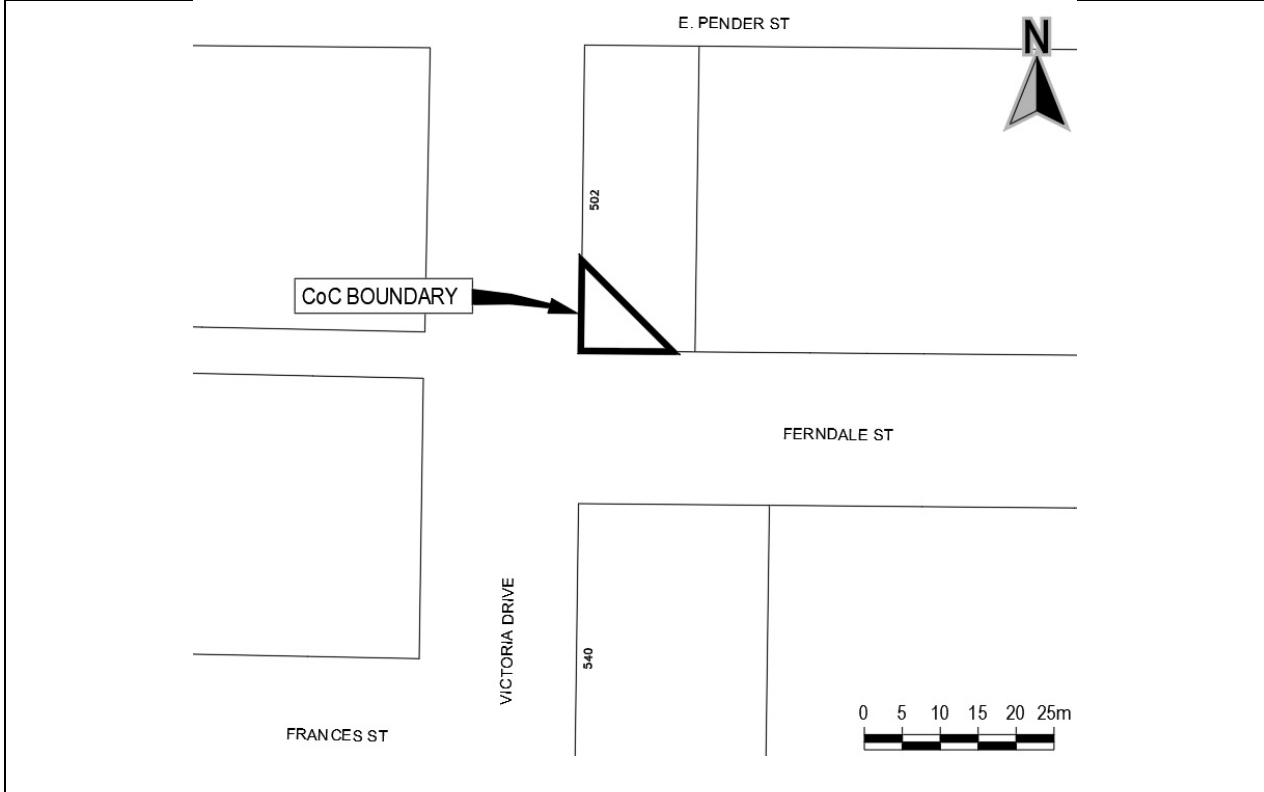 E. PENDER ST
N
502
CoC BOUNDARY
FERNDALE ST
VICTORIA DRIVE
540
FRANCES ST
0 5 10 15 20 25m